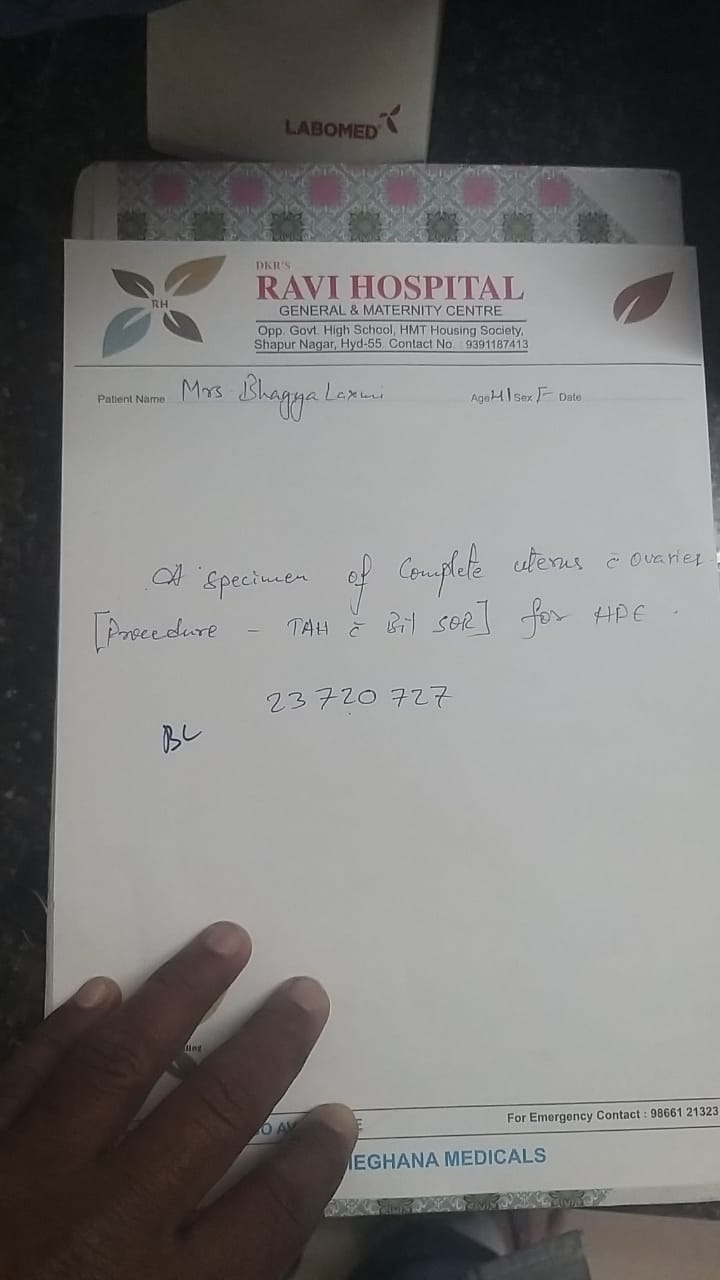 LABOMED
DKR'S
RAVI HOSPITAL
RH
GENERAL & MATERNITY CENTRE
Opp. Govt. High School, HMT Housing Society,
Shapur Nagar, Hyd-55. Contact No. : 9391187413
Patient Name Mrs Bhagya Laxmi Age 41 Sex F Date
A specimen of Complete uterus c̄ Ovaries
[Procedure - TAH c̄ Bil SOR] for HPE.
23720727
BL
For Emergency Contact : 98661 21323
MEGHANA MEDICALS